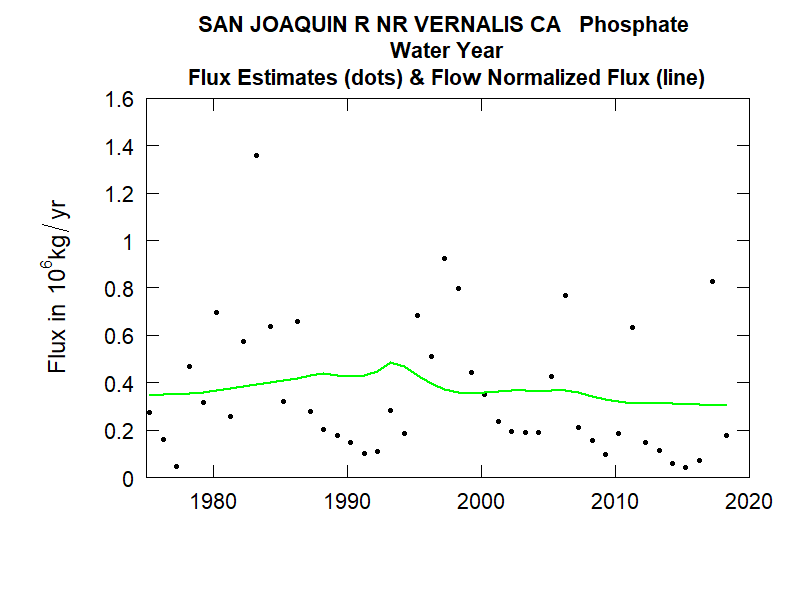 SAN JOAQUIN R NR VERNALIS CA Phosphate
Water Year
Flux Estimates (dots) & Flow Normalized Flux (line)
Flux in 10⁶kg/yr
1.6
1.4
1.2
1
0.8
0.6
0.4
0.2
0
1980 1990 2000 2010 2020